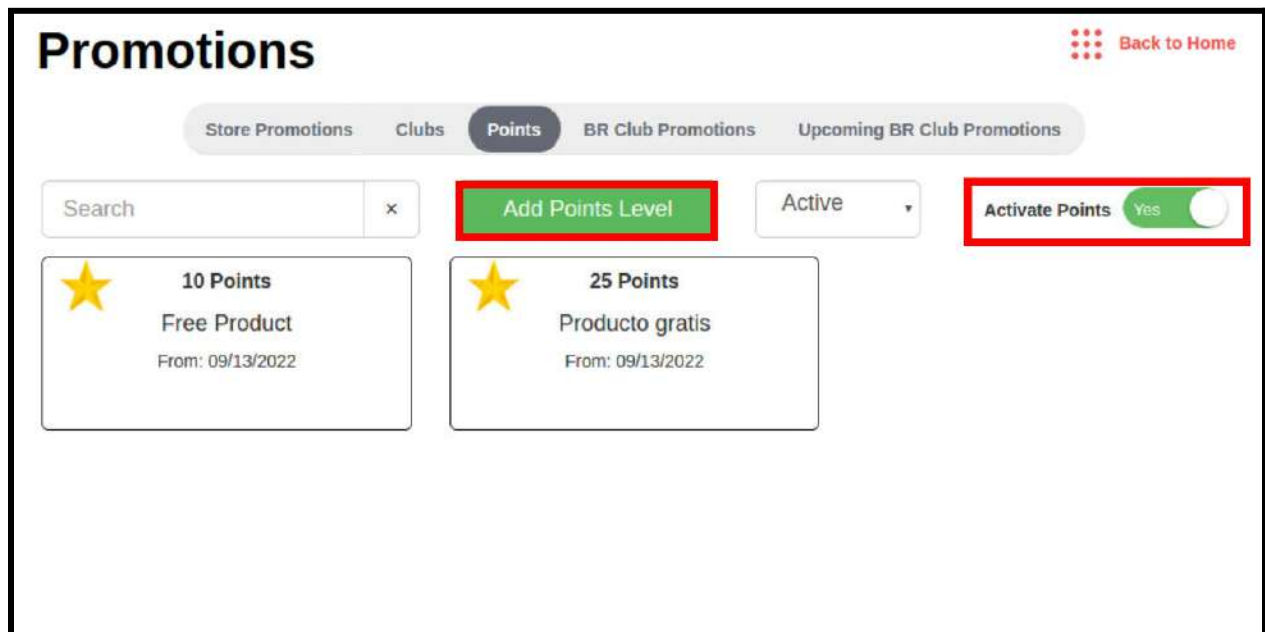 Promotions
Back to Home
Store Promotions Clubs Points BR Club Promotions Upcoming BR Club Promotions
Search × Add Points Level Active Activate Points Yes
10 Points
Free Product
From: 09/13/2022
25 Points
Producto gratis
From: 09/13/2022